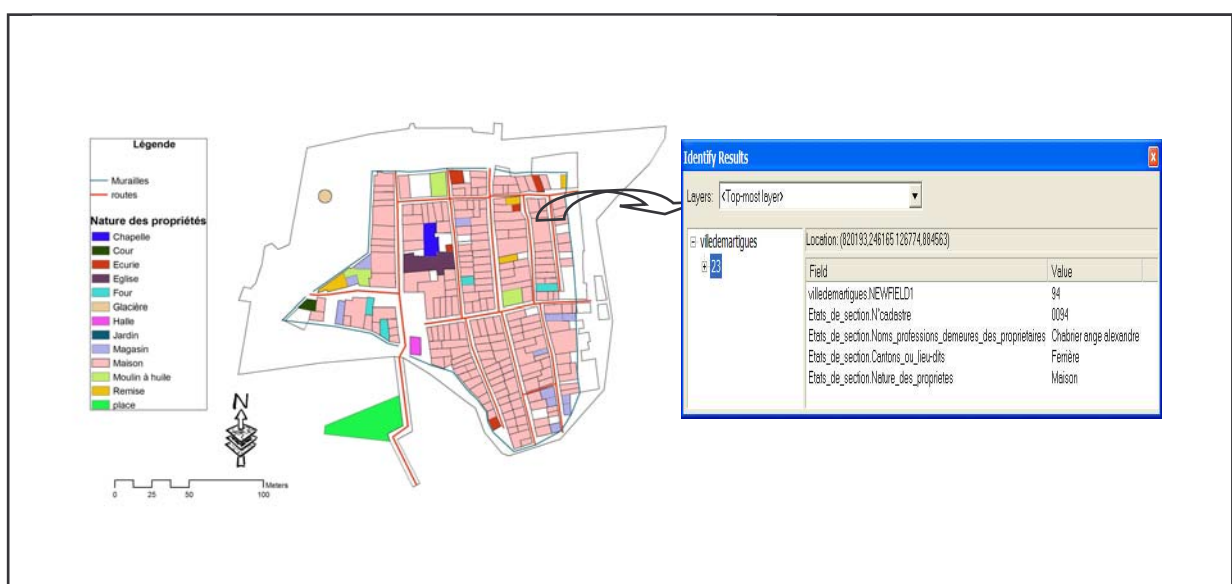 Légende
Murailles
routes
Nature des propriétés
Chapelle
Cour
Ecurie
Eglise
Four
Glacière
Halle
Jardin
Magasin
Maison
Moulin à huile
Remise
place
N
Meters
0 25 50 100
Identify Results
Layers: <Top-most layer>
villedemartigues
23
Location: (820193,246165 126774,884563)
Field Value
villedemartigues.NEWFIELD1 94
Etats_de_section.N°cadastre 0094
Etats_de_section.Noms_professions_demeures_des_proprietaires Chabrier ange alexandre
Etats_de_section.Cantons_ou_lieu-dits Ferrière
Etats_de_section.Nature_des_proprietes Maison